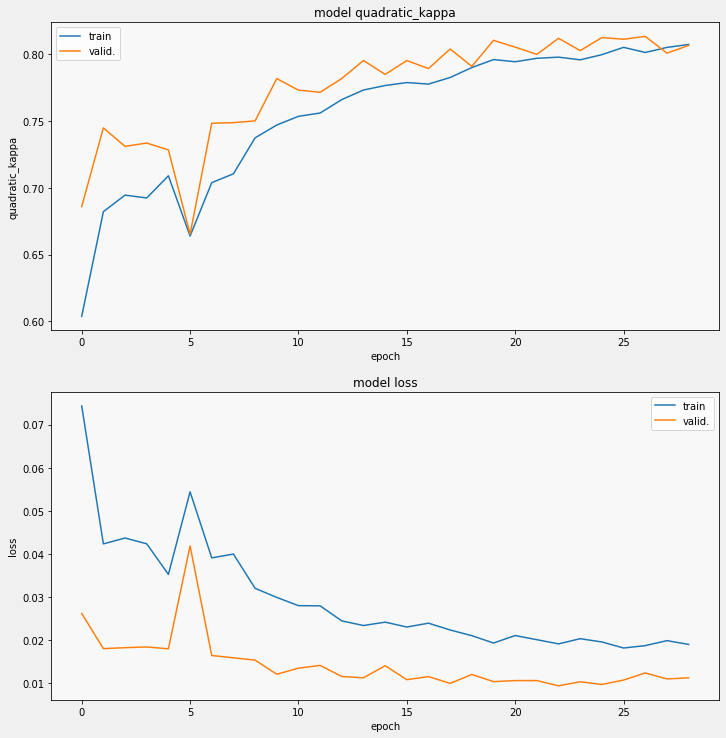 model quadratic_kappa
train
valid.
0.80
0.75
0.70
0.65
0.60
quadratic_kappa
0 5 10 15 20 25
epoch
model loss
train
valid.
0.07
0.06
0.05
0.04
0.03
0.02
0.01
loss
0 5 10 15 20 25
epoch